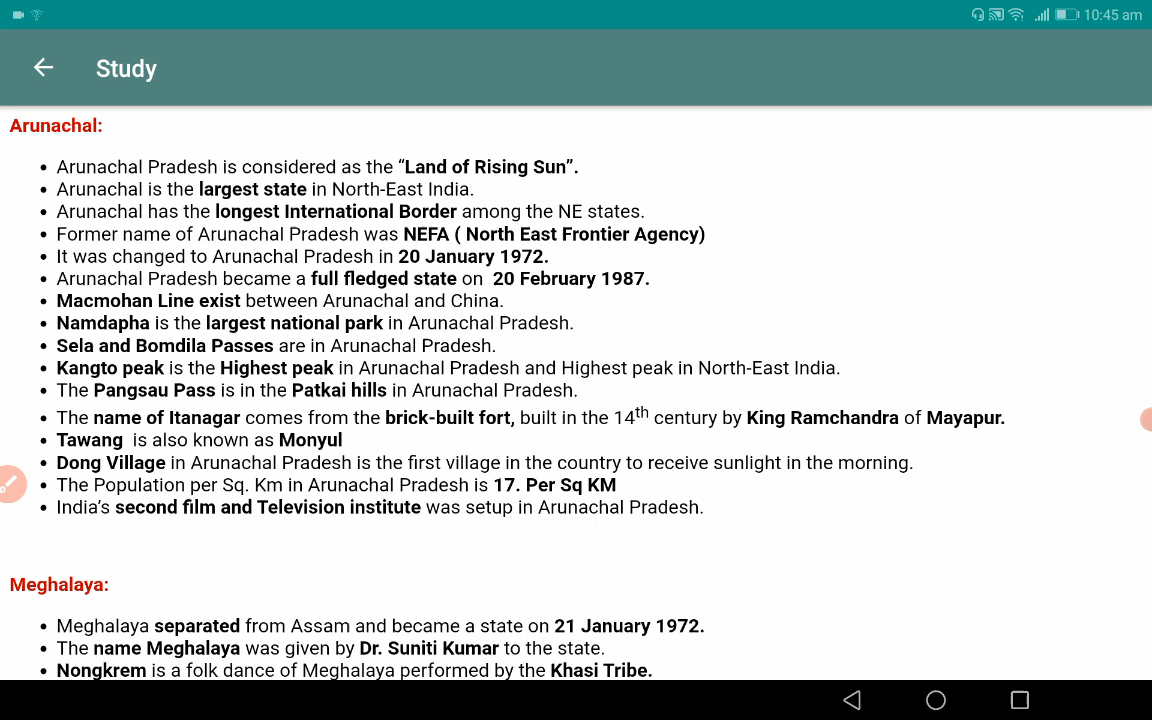 10:45 am
Study
Arunachal:
• Arunachal Pradesh is considered as the “Land of Rising Sun”.
• Arunachal is the largest state in North-East India.
• Arunachal has the longest International Border among the NE states.
• Former name of Arunachal Pradesh was NEFA ( North East Frontier Agency)
• It was changed to Arunachal Pradesh in 20 January 1972.
• Arunachal Pradesh became a full fledged state on 20 February 1987.
• Macmohan Line exist between Arunachal and China.
• Namdapha is the largest national park in Arunachal Pradesh.
• Sela and Bomdila Passes are in Arunachal Pradesh.
• Kangto peak is the Highest peak in Arunachal Pradesh and Highest peak in North-East India.
• The Pangsau Pass is in the Patkai hills in Arunachal Pradesh.
• The name of Itanagar comes from the brick-built fort, built in the 14th century by King Ramchandra of Mayapur.
• Tawang is also known as Monyul
• Dong Village in Arunachal Pradesh is the first village in the country to receive sunlight in the morning.
• The Population per Sq. Km in Arunachal Pradesh is 17. Per Sq KM
• India’s second film and Television institute was setup in Arunachal Pradesh.
Meghalaya:
• Meghalaya separated from Assam and became a state on 21 January 1972.
• The name Meghalaya was given by Dr. Suniti Kumar to the state.
• Nongkrem is a folk dance of Meghalaya performed by the Khasi Tribe.